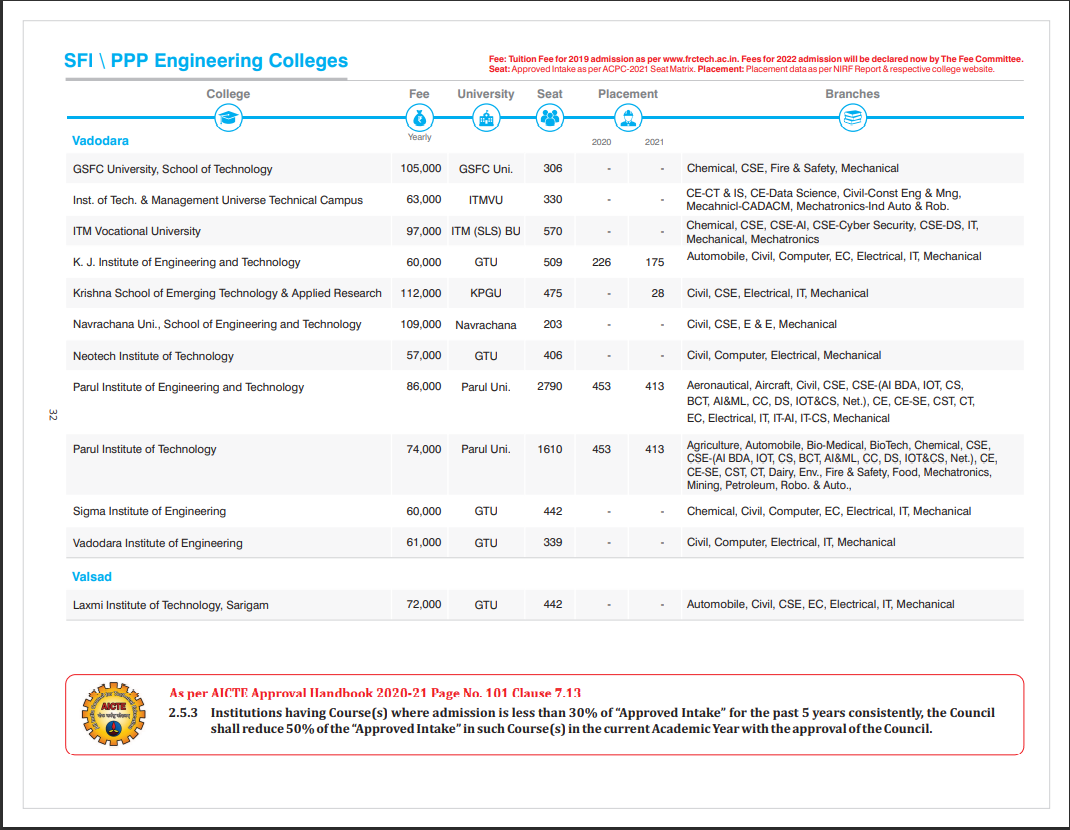 SFI \ PPP Engineering Colleges
Fee: Tuition Fee for 2019 admission as per www.frctech.ac.in. Fees for 2022 admission will be declared now by The Fee Committee.
Seat: Approved Intake as per ACPC-2021 Seat Matrix. Placement: Placement data as per NIRF Report & respective college website.
College Fee University Seat Placement Branches
Yearly
Vadodara 2020 2021
GSFC University, School of Technology 105,000 GSFC Uni. 306 - - Chemical, CSE, Fire & Safety, Mechanical
Inst. of Tech. & Management Universe Technical Campus 63,000 ITMVU 330 - - CE-CT & IS, CE-Data Science, Civil-Const Eng & Mng,
Mecahnicl-CADACM, Mechatronics-Ind Auto & Rob.
ITM Vocational University 97,000 ITM (SLS) BU 570 - - Chemical, CSE, CSE-AI, CSE-Cyber Security, CSE-DS, IT,
Mechanical, Mechatronics
K. J. Institute of Engineering and Technology 60,000 GTU 509 226 175 Automobile, Civil, Computer, EC, Electrical, IT, Mechanical
Krishna School of Emerging Technology & Applied Research 112,000 KPGU 475 - 28 Civil, CSE, Electrical, IT, Mechanical
Navrachana Uni., School of Engineering and Technology 109,000 Navrachana 203 - - Civil, CSE, E & E, Mechanical
Neotech Institute of Technology 57,000 GTU 406 - - Civil, Computer, Electrical, Mechanical
Parul Institute of Engineering and Technology 86,000 Parul Uni. 2790 453 413 Aeronautical, Aircraft, Civil, CSE, CSE-(AI BDA, IOT, CS,
BCT, AI&ML, CC, DS, IOT&CS, Net.), CE, CE-SE, CST, CT,
EC, Electrical, IT, IT-AI, IT-CS, Mechanical
32
Parul Institute of Technology 74,000 Parul Uni. 1610 453 413 Agriculture, Automobile, Bio-Medical, BioTech, Chemical, CSE,
CSE-(AI BDA, IOT, CS, BCT, AI&ML, CC, DS, IOT&CS, Net.), CE,
CE-SE, CST, CT, Dairy, Env., Fire & Safety, Food, Mechatronics,
Mining, Petroleum, Robo. & Auto.,
Sigma Institute of Engineering 60,000 GTU 442 - - Chemical, Civil, Computer, EC, Electrical, IT, Mechanical
Vadodara Institute of Engineering 61,000 GTU 339 - - Civil, Computer, Electrical, IT, Mechanical
Valsad
Laxmi Institute of Technology, Sarigam 72,000 GTU 442 - - Automobile, Civil, CSE, EC, Electrical, IT, Mechanical
AICTE
As per AICTE Approval Handbook 2020-21 Page No. 101 Clause 7.13
2.5.3 Institutions having Course(s) where admission is less than 30% of “Approved Intake” for the past 5 years consistently, the Council
shall reduce 50% of the “Approved Intake” in such Course(s) in the current Academic Year with the approval of the Council.